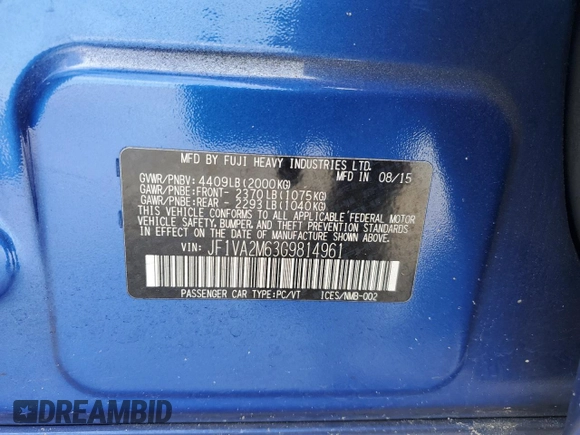 MFD BY FUJI HEAVY INDUSTRIES LTD.
GVWR/PNBV: 4409LB(2000KG) MFD IN 08/15
GAWR/PNBE:FRONT- 2370LB(1075KG)
GAWR/PNBE:REAR - 2293LB(1040KG)
THIS VEHICLE CONFORMS TO ALL APPLICABLE FEDERAL MOTOR
VEHICLE SAFETY, BUMPER, AND THEFT PREVENTION STANDARDS
IN EFFECT ON THE DATE OF MANUFACTURE SHOWN ABOVE.
VIN: JF1VA2M63G9814961
PASSENGER CAR TYPE:PC/VT ICES/NMB-002
DREAMBID